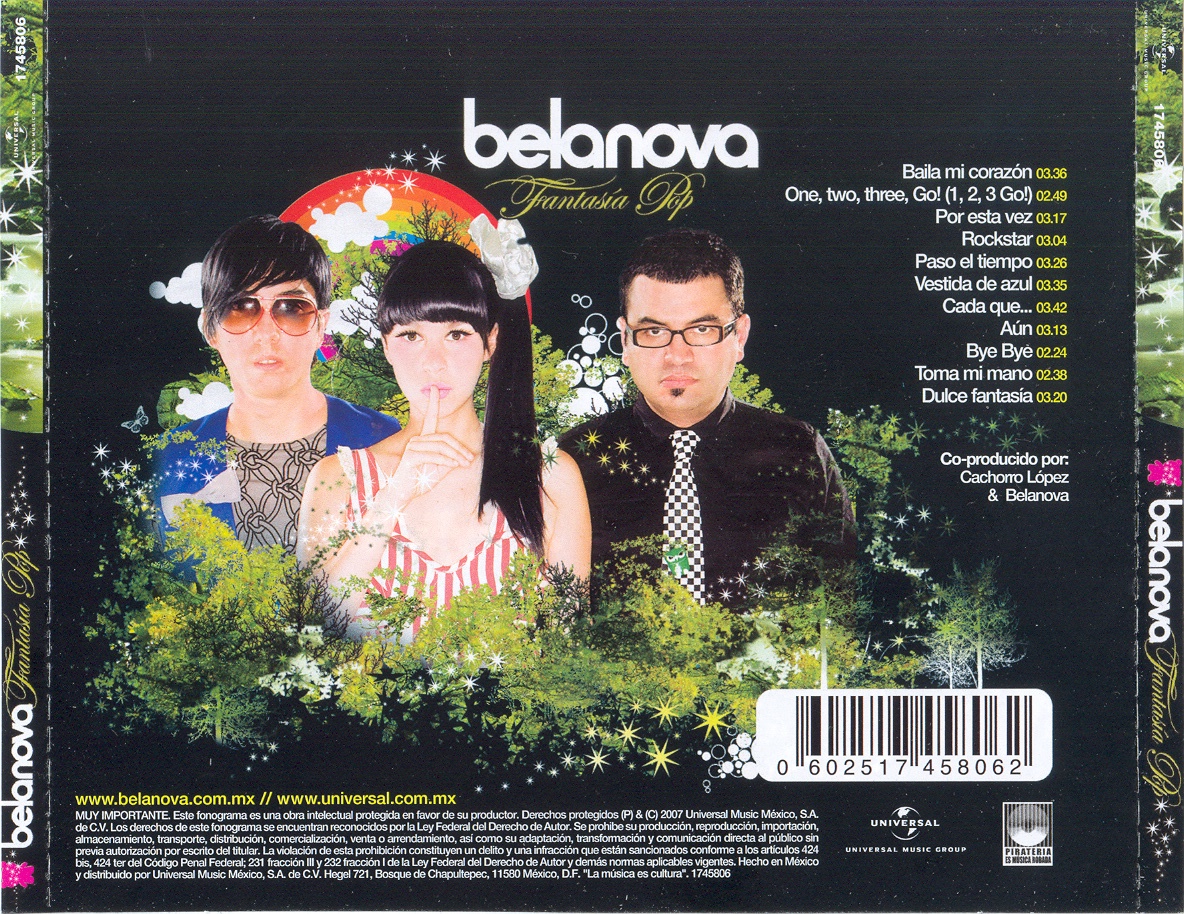 belanova
Fantasía Pop
Baila mi corazón 03.36
One, two, three, Go! (1, 2, 3 Go!) 02.49
Por esta vez 03.17
Rockstar 03.04
Paso el tiempo 03.26
Vestida de azul 03.35
Cada que... 03.42
Aún 03.13
Bye Byè 02.24
Toma mi mano 02.38
Dulce fantasía 03.20
Co-producido por:
Cachorro López
& Belanova
0 602517 458062
www.belanova.com.mx // www.universal.com.mx
MUY IMPORTANTE. Este fonograma es una obra intelectual protegida en favor de su productor. Derechos protegidos (P) & (C) 2007 Universal Music México, S.A.
de C.V. Los derechos de este fonograma se encuentran reconocidos por la Ley Federal del Derecho de Autor. Se prohibe su producción, reproducción, importación,
almacenamiento, transporte, distribución, comercialización, venta o arrendamiento, así como su adaptación, transformación y comunicación directa al público sin
previa autorización por escrito del titular. La violación de esta prohibición constituyen un delito y una infracción que están sancionados conforme a los artículos 424
bis, 424 ter del Código Penal Federal; 231 fracción III y 232 fracción I de la Ley Federal del Derecho de Autor y demás normas aplicables vigentes. Hecho en México
y distribuido por Universal Music México, S.A. de C.V. Hegel 721, Bosque de Chapultepec, 11580 México, D.F. "La música es cultura". 1745806
UNIVERSAL
UNIVERSAL MUSIC GROUP
PIRATERIA
ES MÚSICA ROBADA
belanova Fantasía Pop
UNIVERSAL
UNIVERSAL MUSIC GROUP
1745806
UNIVERSAL
UNIVERSAL MUSIC GROUP
1745806
belanova Fantasía Pop